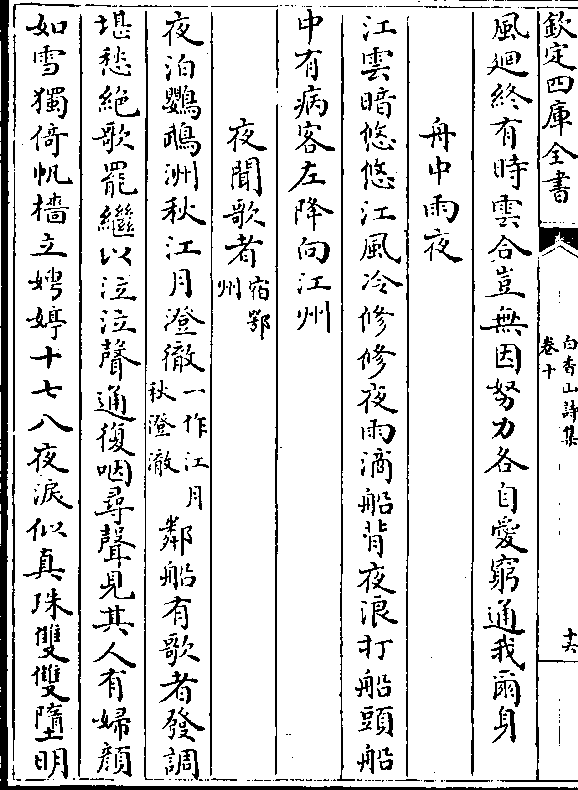 欽定四庫全書
白香山詩集
卷十
十六
風廻終有時雲合豈無因努力各自愛窮通我爾身
舟中雨夜
江雲暗悠悠江風冷修修夜雨滴船背夜浪打船頭船
中有病客左降向江州
夜聞歌者宿鄂州
夜泊鸚鵡洲秋江月澄徹一作江月秋澄澈鄰船有歌者發調
堪愁絶歌罷繼以泣泣聲通復咽尋聲見其人有婦顔
如雪獨倚帆檣立娉婷十七八夜淚似真珠雙雙墮明